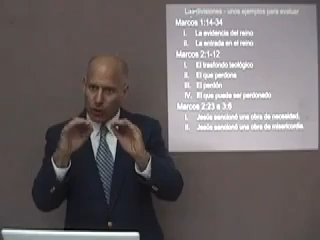 Las divisiones - unos ejemplos para evaluar
Marcos 1:14-34
I. La evidencia del reino
II. La entrada en el reino
Marcos 2:1-12
I. El trasfondo teológico
II. El que perdona
III. El perdón
IV. El que puede ser perdonado
Marcos 2:23 a 3:6
I. Jesús sancionó una obra de necesidad.
II. Jesús sancionó una obra de misericordia